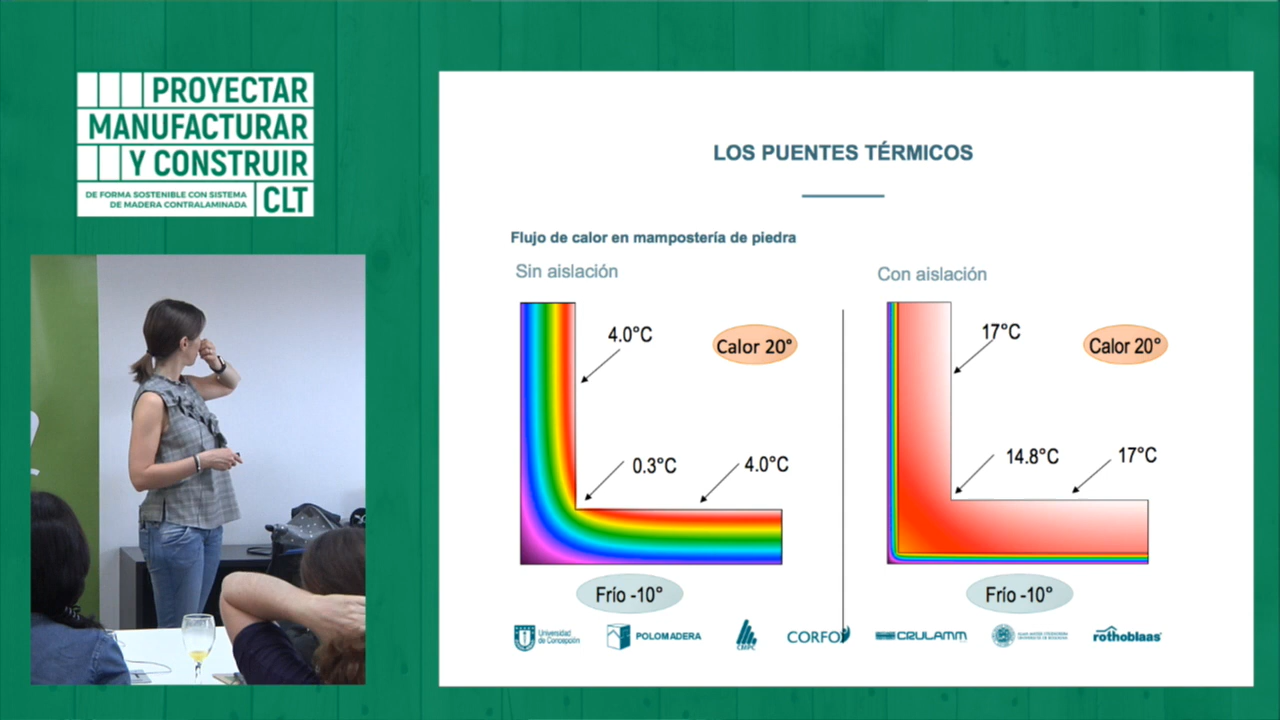 PROYECTAR
MANUFACTURAR
Y CONSTRUIR
DE FORMA SOSTENIBLE CON SISTEMA
DE MADERA CONTRALAMINADA
CLT
LOS PUENTES TÉRMICOS
Flujo de calor en mampostería de piedra
Sin aislación
Con aislación
4.0°C
Calor 20°
0.3°C
4.0°C
Frío -10°
17°C
Calor 20°
14.8°C
17°C
Frío -10°
Universidad
de Concepción
POLOMADERA
CMPC
CORFO
CRULAMM
rothoblaas